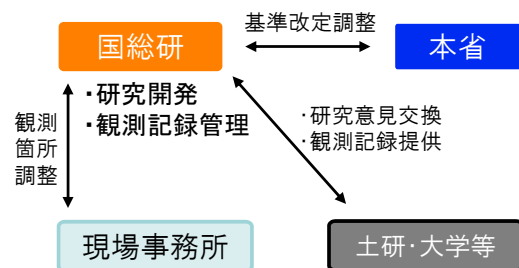 基準改定調整
国総研
本省
・研究開発
・観測記録管理
観測
箇所
調整
・研究意見交換
・観測記録提供
現場事務所
土研・大学等